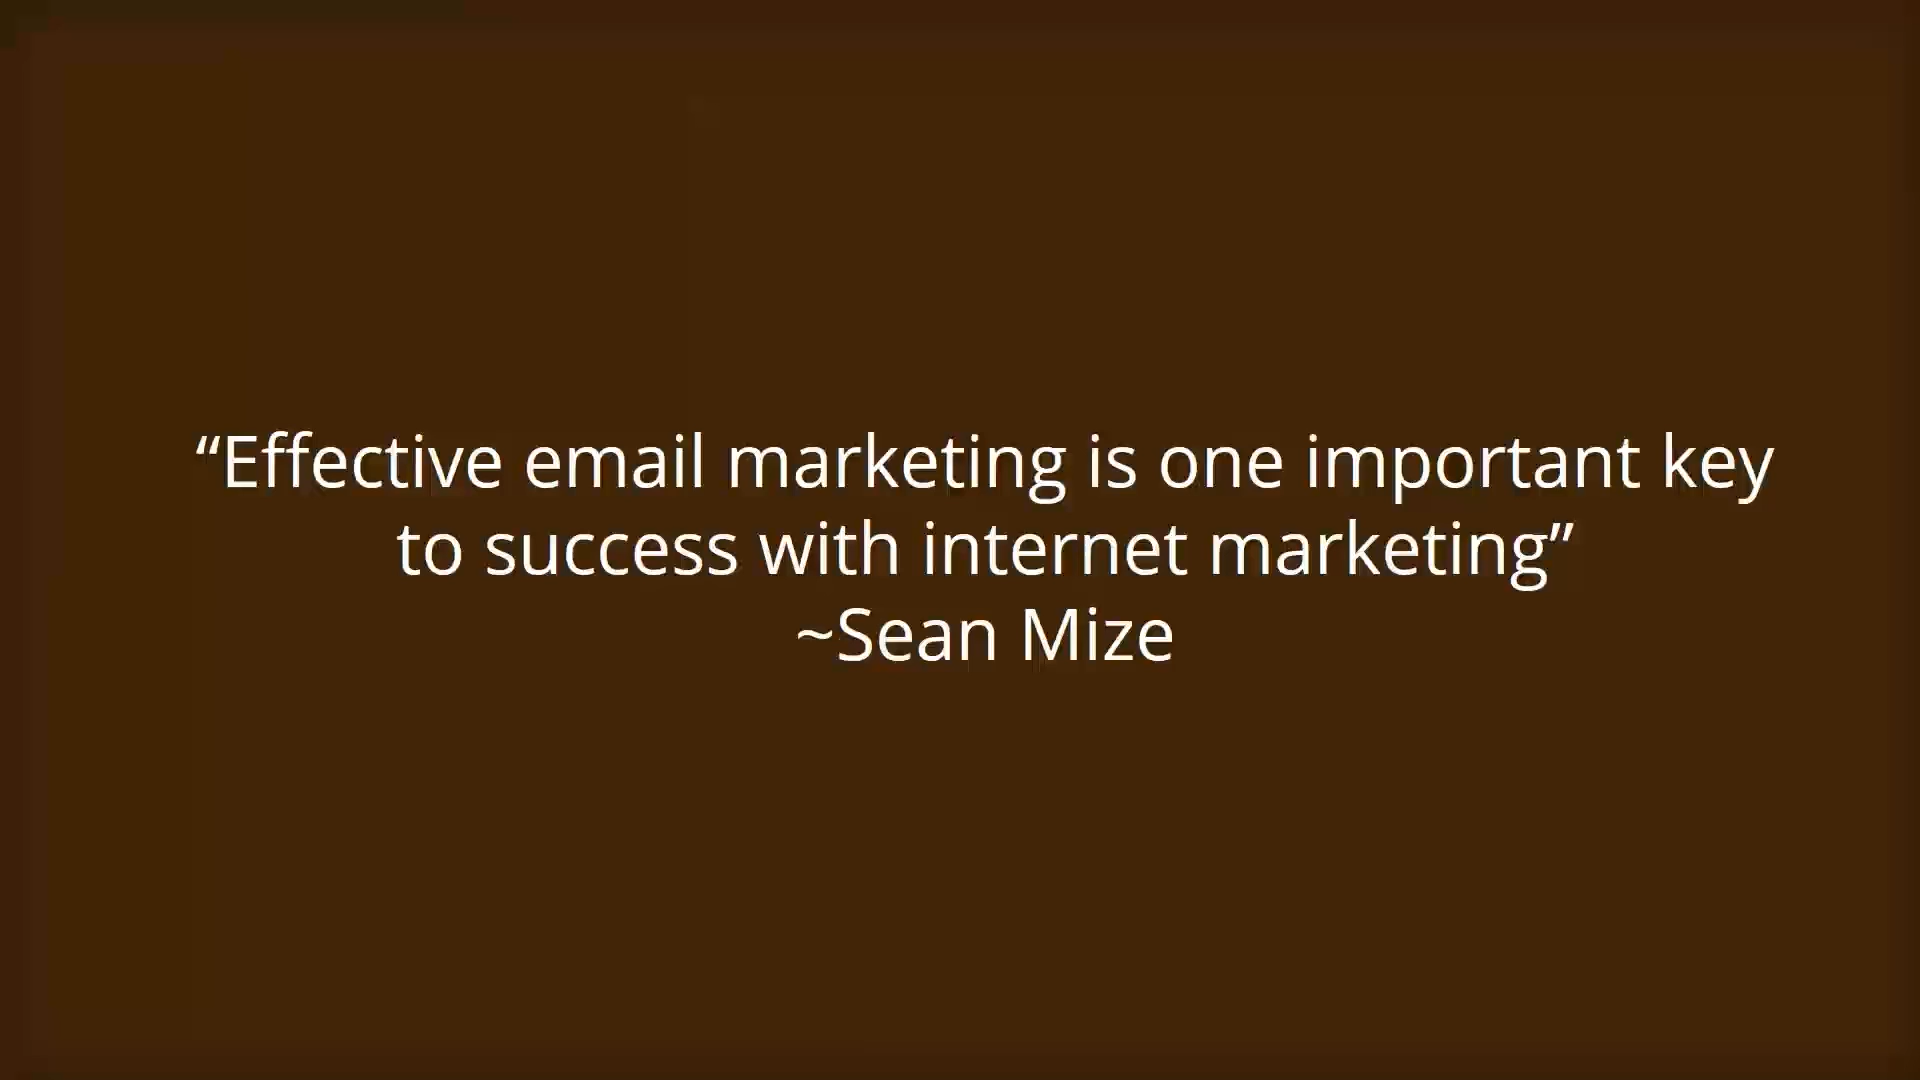 “Effective email marketing is one important key
to success with internet marketing”
~Sean Mize